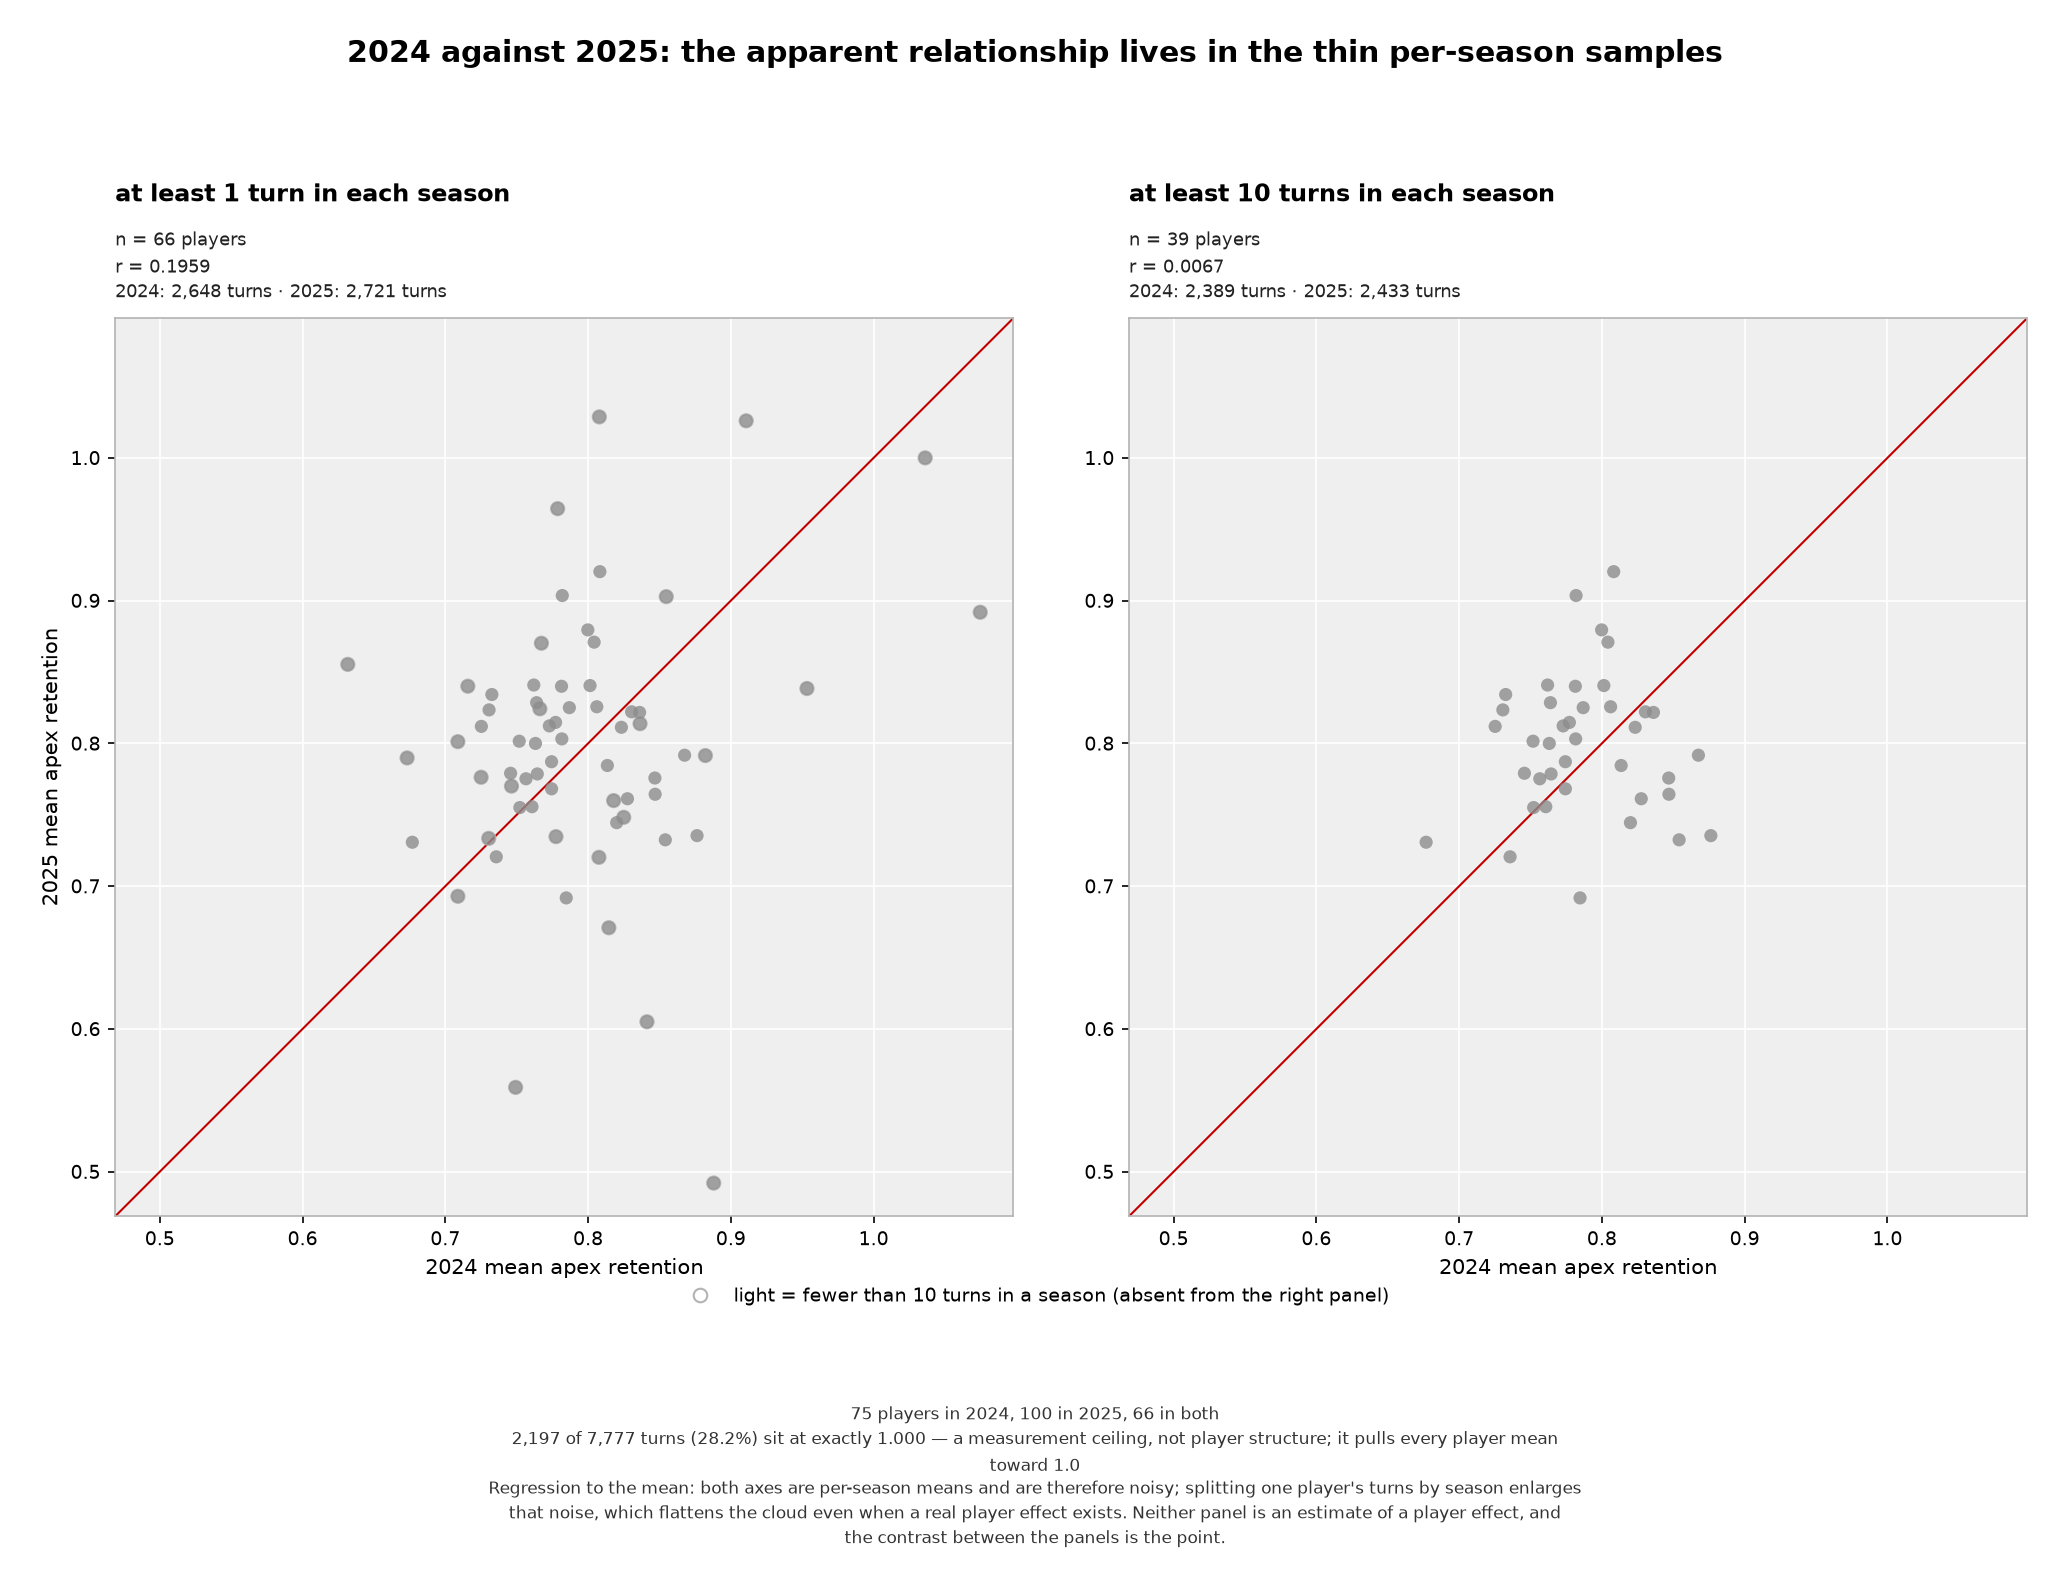 2024 against 2025: the apparent relationship lives in the thin per-season samples
at least 1 turn in each season
n = 66 players
r = 0.1959
2024: 2,648 turns · 2025: 2,721 turns
at least 10 turns in each season
n = 39 players
r = 0.0067
2024: 2,389 turns · 2025: 2,433 turns
2025 mean apex retention
1.0
0.9
0.8
0.7
0.6
0.5
0.5 0.6 0.7 0.8 0.9 1.0
2024 mean apex retention
1.0
0.9
0.8
0.7
0.6
0.5
0.5 0.6 0.7 0.8 0.9 1.0
2024 mean apex retention
light = fewer than 10 turns in a season (absent from the right panel)
75 players in 2024, 100 in 2025, 66 in both
2,197 of 7,777 turns (28.2%) sit at exactly 1.000 — a measurement ceiling, not player structure; it pulls every player mean
toward 1.0
Regression to the mean: both axes are per-season means and are therefore noisy; splitting one player's turns by season enlarges
that noise, which flattens the cloud even when a real player effect exists. Neither panel is an estimate of a player effect, and
the contrast between the panels is the point.